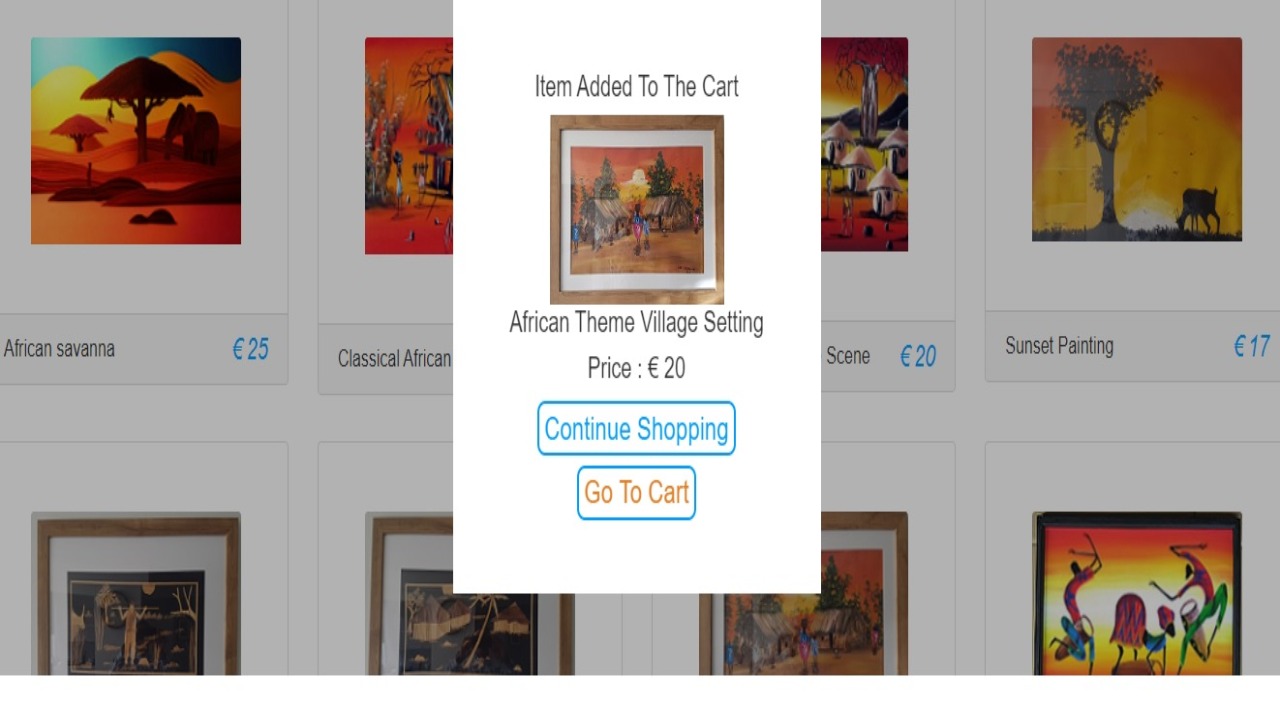 Item Added To The Cart
African Theme Village Setting
Price : € 20
Continue Shopping
Go To Cart
African savanna € 25
Classical African
Scene € 20
Sunset Painting € 17